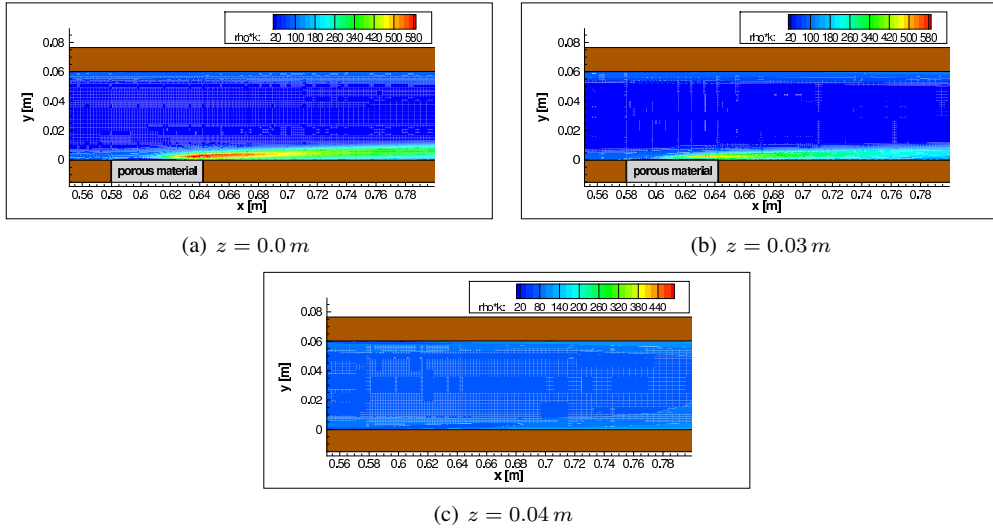 rho*k: 20 100 180 260 340 420 500 580
0.08
0.06
0.04
0.02
0
y [m]
porous material
0.56 0.58 0.6 0.62 0.64 0.66 0.68 0.7 0.72 0.74 0.76 0.78
x [m]
(a) z = 0.0 m
rho*k: 20 100 180 260 340 420 500 580
0.08
0.06
0.04
0.02
0
y [m]
porous material
0.56 0.58 0.6 0.62 0.64 0.66 0.68 0.7 0.72 0.74 0.76 0.78
x [m]
(b) z = 0.03 m
rho*k: 20 80 140 200 260 320 380 440
0.08
0.06
0.04
0.02
0
y [m]
0.56 0.58 0.6 0.62 0.64 0.66 0.68 0.7 0.72 0.74 0.76 0.78
x [m]
(c) z = 0.04 m